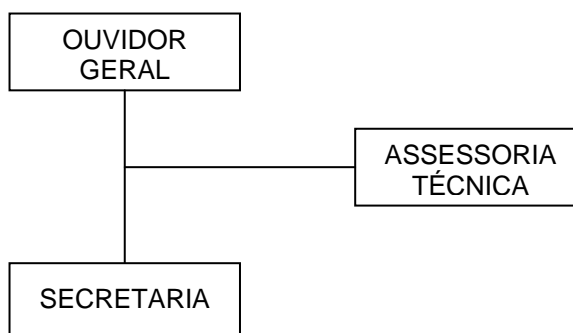 OUVIDOR
GERAL
ASSESSORIA
TÉCNICA
SECRETARIA